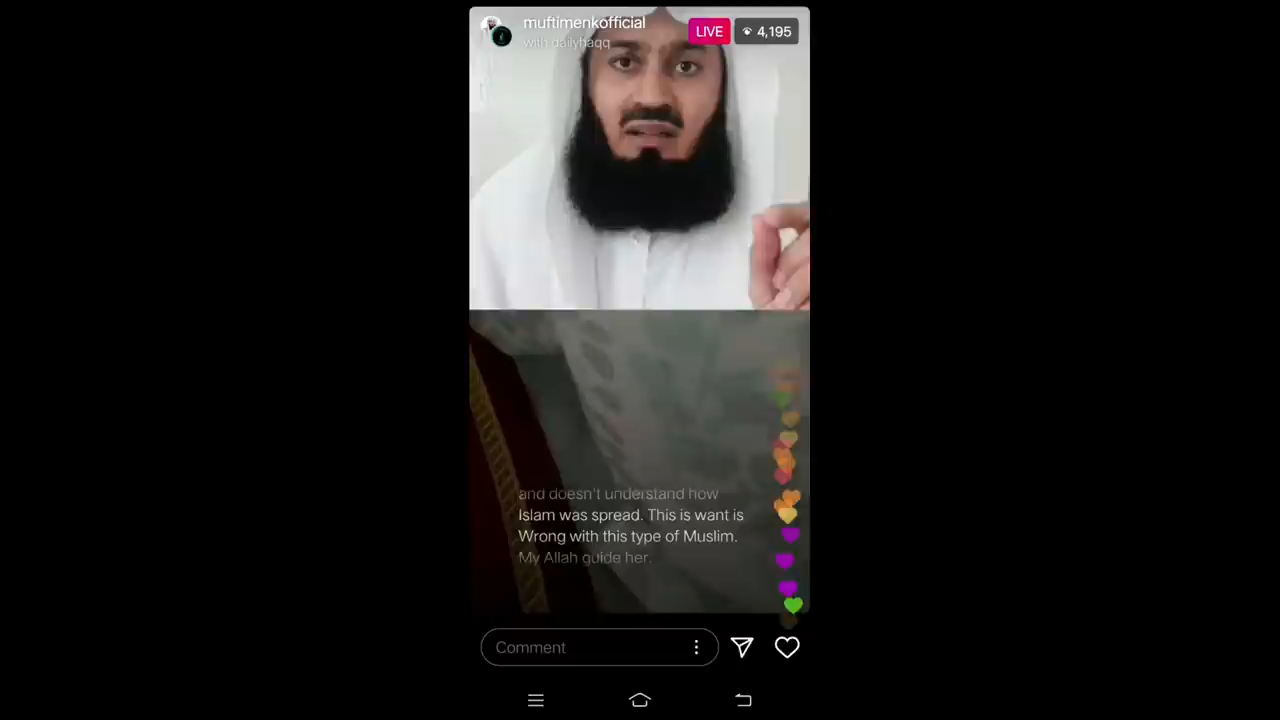 muftimenkofficial
with dailyhaqq
LIVE
4,195
and doesn't understand how
Islam was spread. This is want is
Wrong with this type of Muslim.
My Allah guide her.
Comment